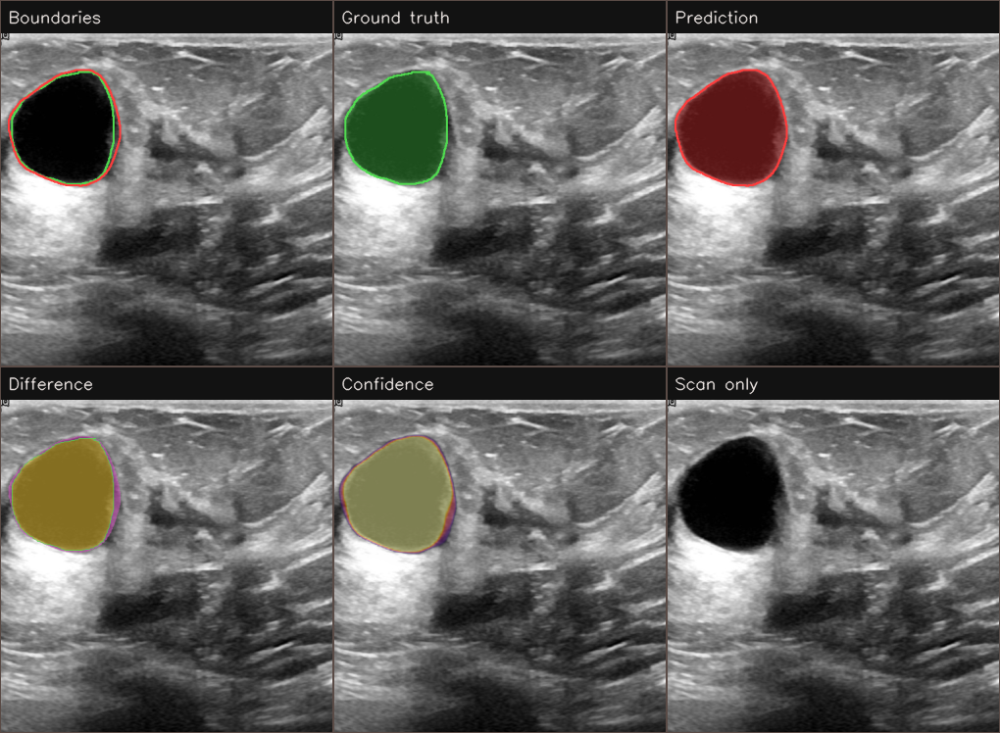 Boundaries
Ground truth
Prediction
Difference
Confidence
Scan only